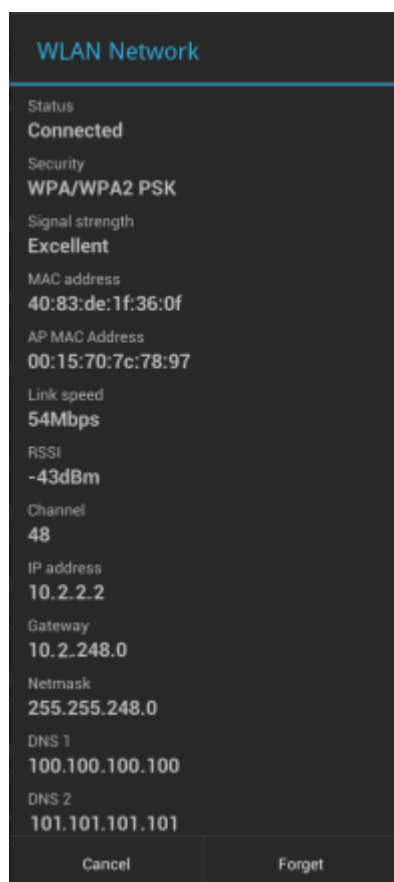 WLAN Network
Status
Connected
Security
WPA/WPA2 PSK
Signal strength
Excellent
MAC address
40:83:de:1f:36:0f
AP MAC Address
00:15:70:7c:78:97
Link speed
54Mbps
RSSI
-43dBm
Channel
48
IP address
10.2.2.2
Gateway
10.2.248.0
Netmask
255.255.248.0
DNS 1
100.100.100.100
DNS 2
101.101.101.101
Cancel Forget